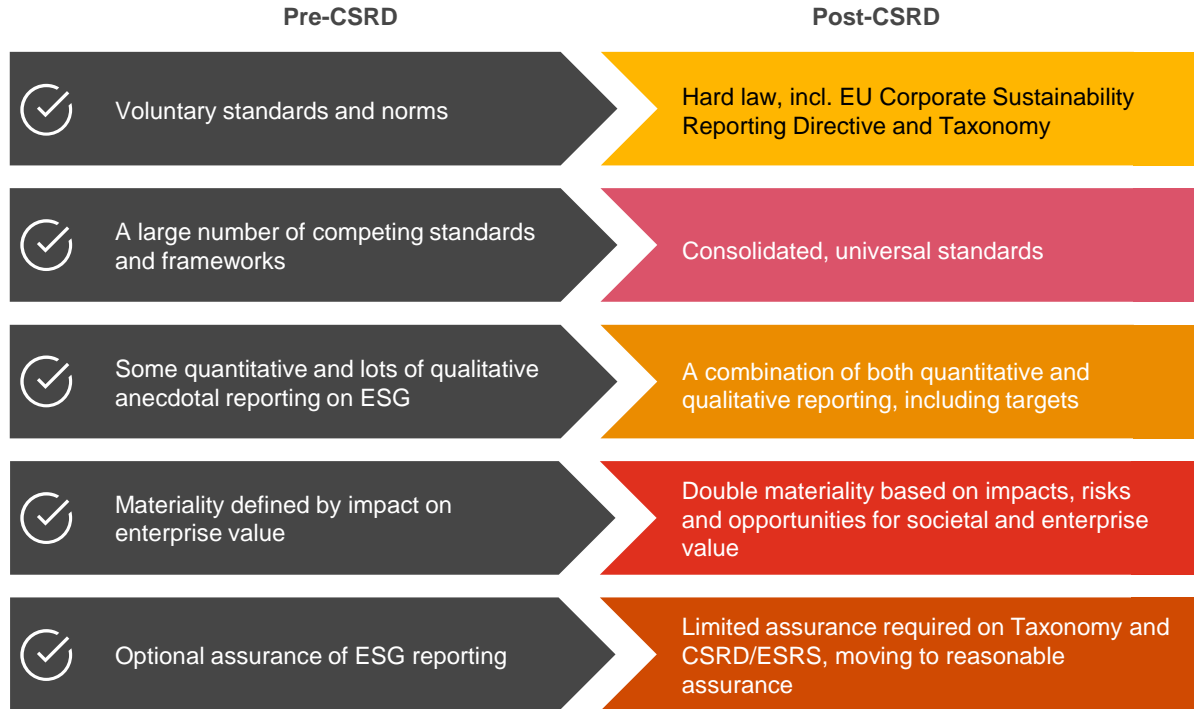 Pre-CSRD
Post-CSRD
Voluntary standards and norms
Hard law, incl. EU Corporate Sustainability
Reporting Directive and Taxonomy
A large number of competing standards
and frameworks
Consolidated, universal standards
Some quantitative and lots of qualitative
anecdotal reporting on ESG
A combination of both quantitative and
qualitative reporting, including targets
Materiality defined by impact on
enterprise value
Double materiality based on impacts, risks
and opportunities for societal and enterprise
value
Optional assurance of ESG reporting
Limited assurance required on Taxonomy and
CSRD/ESRS, moving to reasonable
assurance